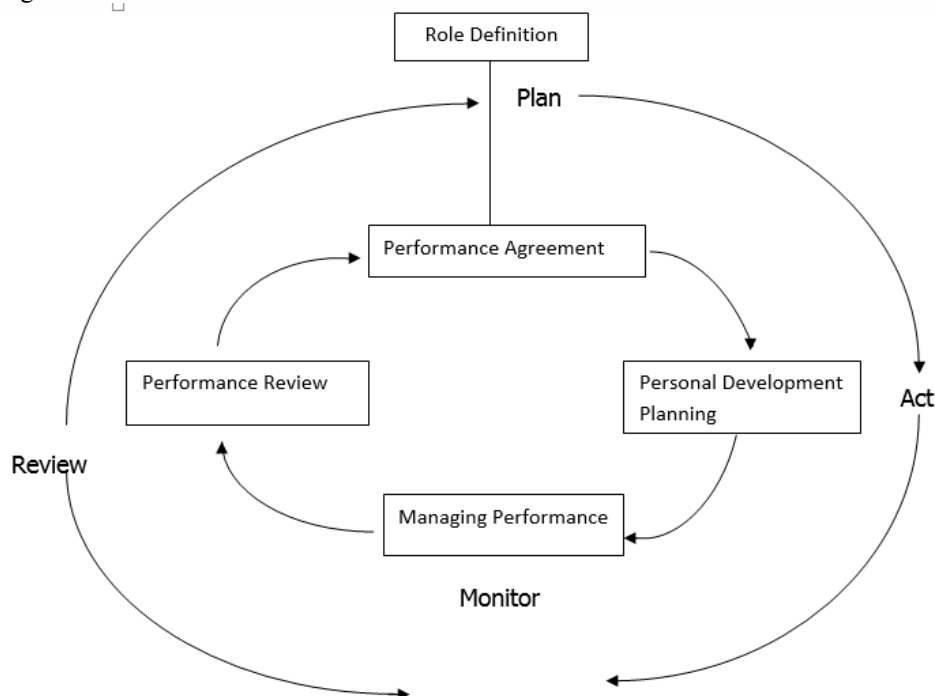 Role Definition
Plan
Performance Agreement
Performance Review
Personal Development
Planning
Act
Review
Managing Performance
Monitor